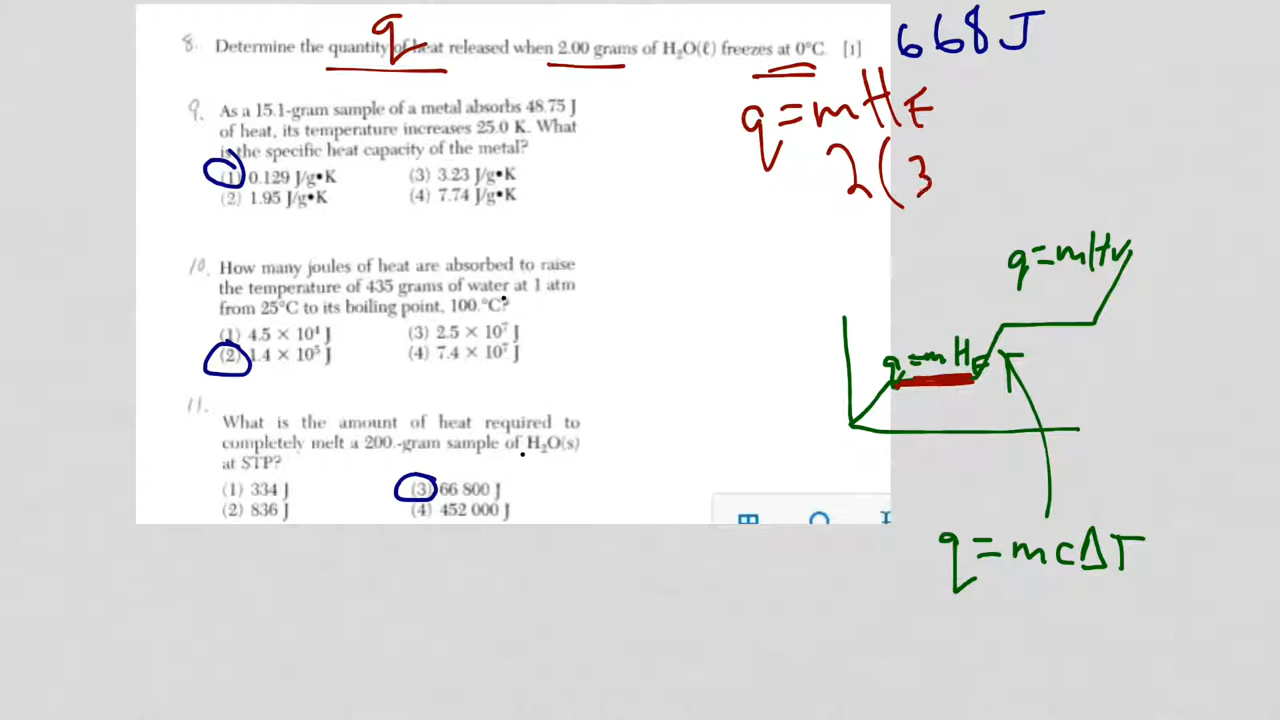 q
8. Determine the quantity of heat released when 2.00 grams of H₂O(ℓ) freezes at 0°C. [1]
668 J
9. As a 15.1-gram sample of a metal absorbs 48.75 J
of heat, its temperature increases 25.0 K. What
is the specific heat capacity of the metal?
(1) 0.129 J/g•K (3) 3.23 J/g•K
(2) 1.95 J/g•K (4) 7.74 J/g•K
q = mHF
2(3
10. How many joules of heat are absorbed to raise
the temperature of 435 grams of water at 1 atm
from 25°C to its boiling point, 100.°C?
(1) 4.5 × 10⁴ J (3) 2.5 × 10⁷ J
(2) 1.4 × 10⁵ J (4) 7.4 × 10⁷ J
q=mHv
q=mHF
11.
What is the amount of heat required to
completely melt a 200.-gram sample of H₂O(s)
at STP?
(1) 334 J (3) 66 800 J
(2) 836 J (4) 452 000 J
q=mcΔT